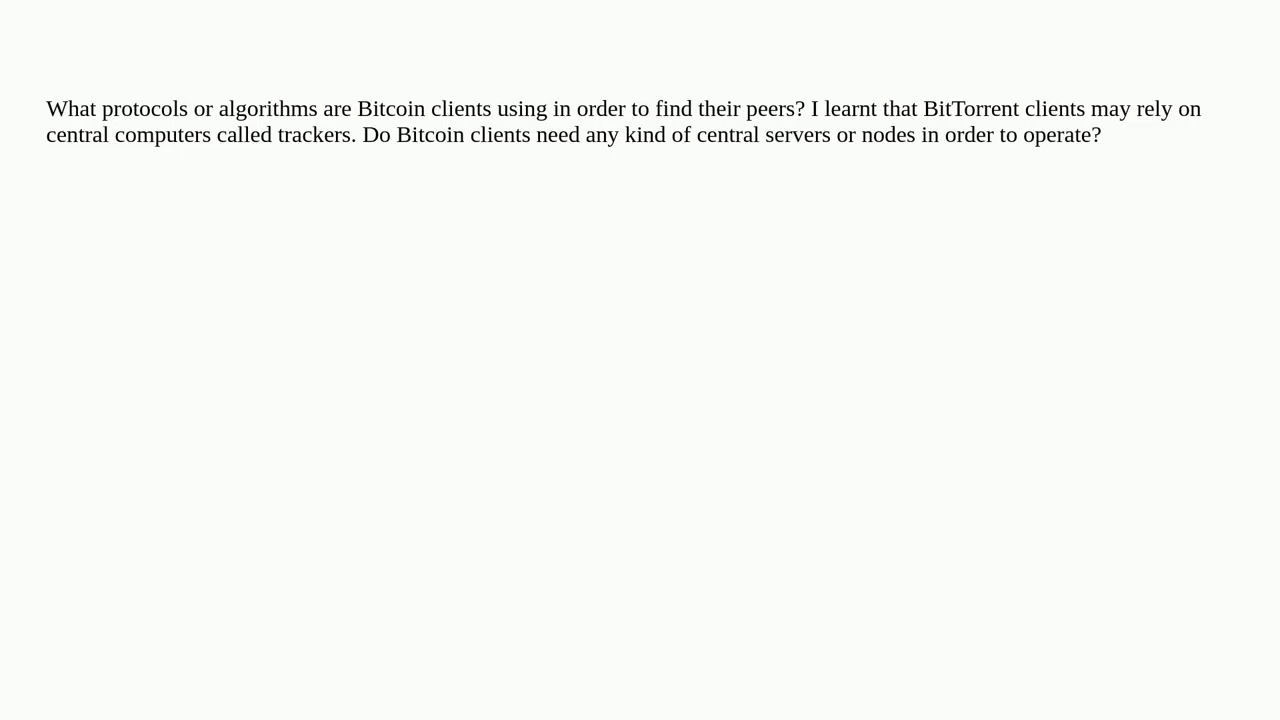 What protocols or algorithms are Bitcoin clients using in order to find their peers? I learnt that BitTorrent clients may rely on
central computers called trackers. Do Bitcoin clients need any kind of central servers or nodes in order to operate?